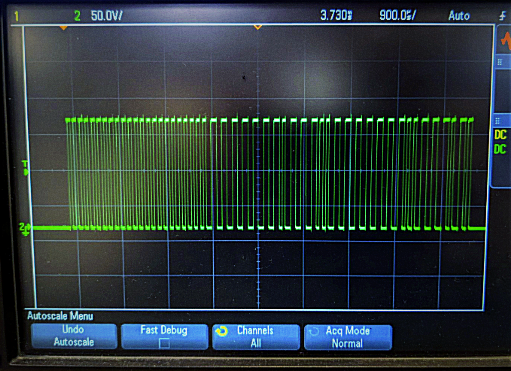 1 2 50.0V/ 3.730s 900.0s/ Auto
T
DC
DC
2
Autoscale Menu
Undo Autoscale
Fast Debug
Channels All
Acq Mode Normal